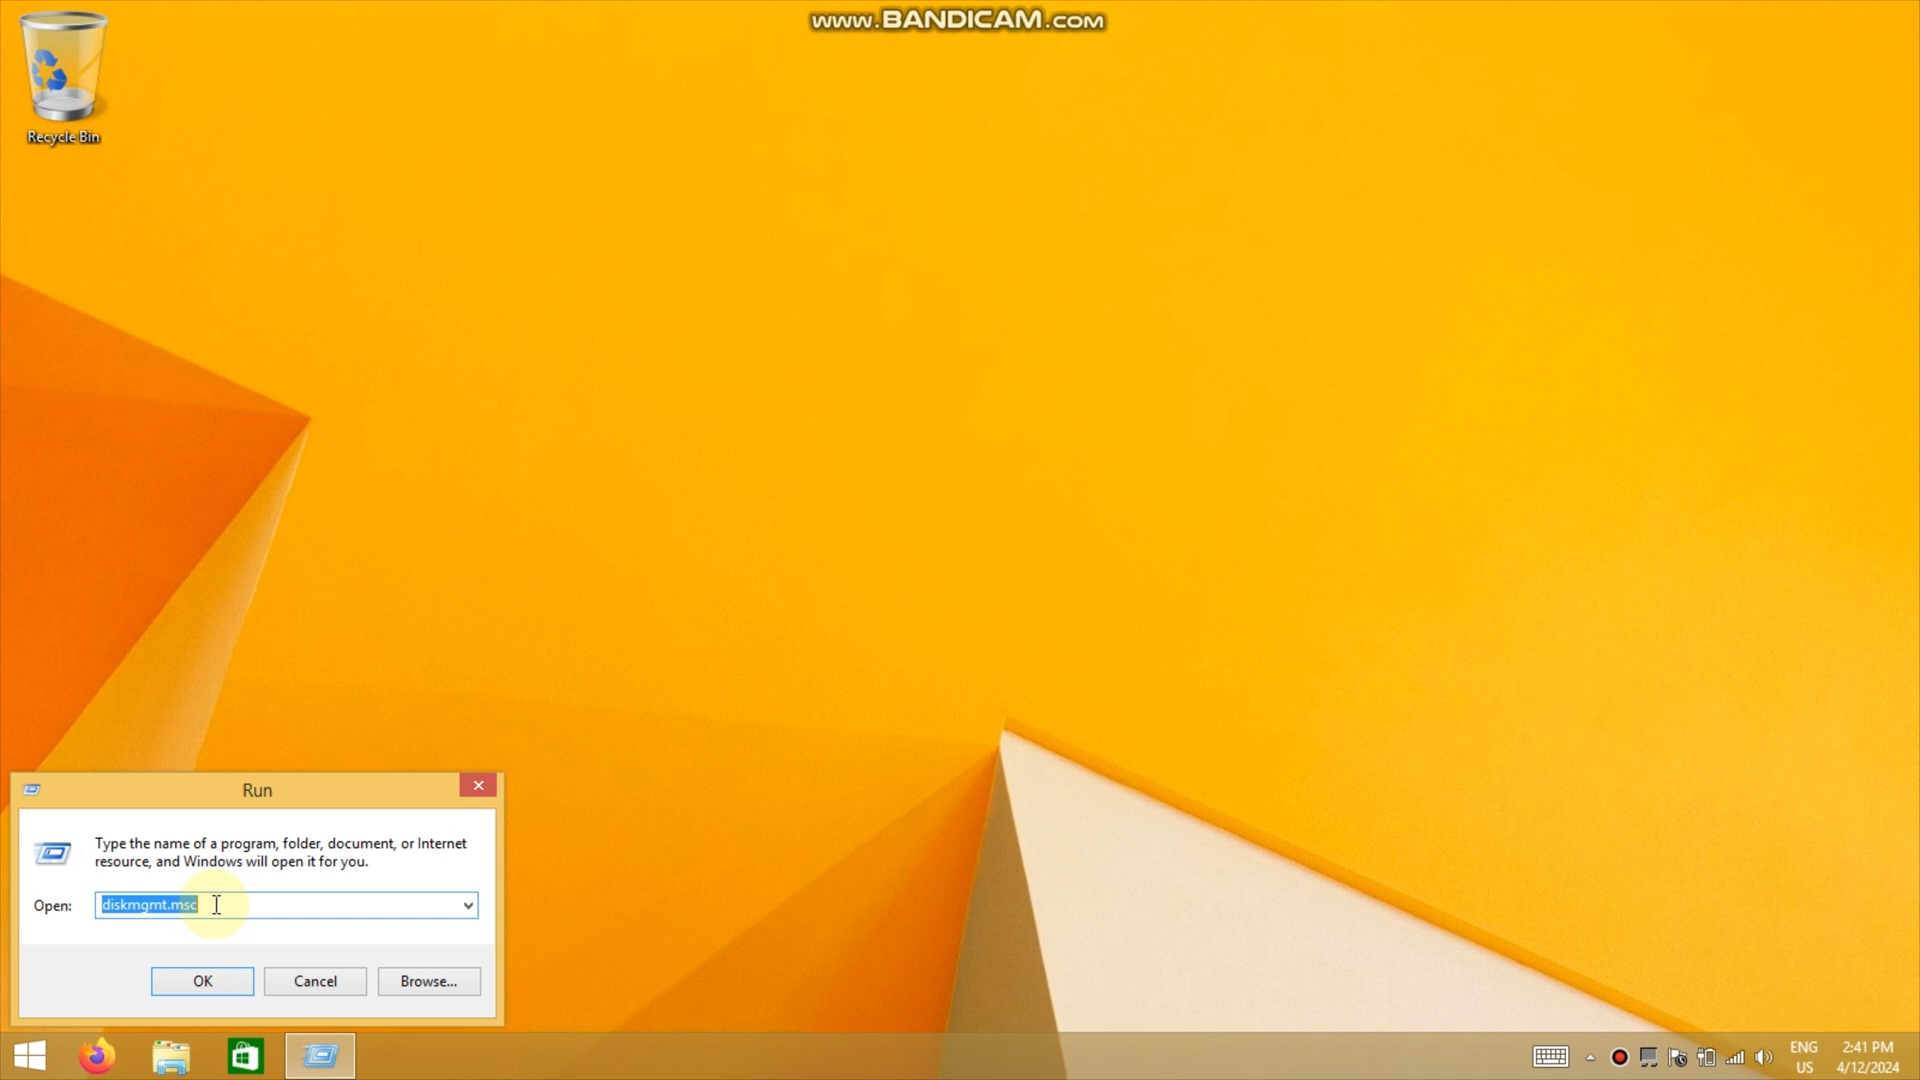 www.BANDICAM.com
Recycle Bin
Run
Type the name of a program, folder, document, or Internet
resource, and Windows will open it for you.
Open:
diskmgmt.msc
OK
Cancel
Browse...
ENG
US
2:41 PM
4/12/2024